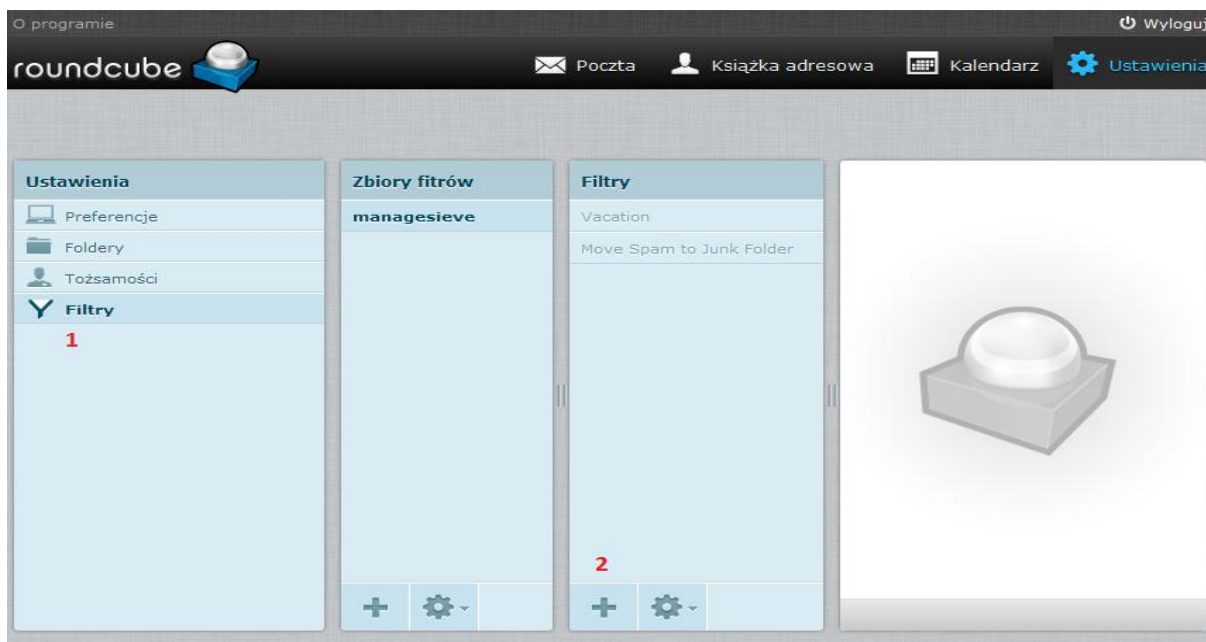 O programie
Wyloguj
roundcube
Poczta
Książka adresowa
Kalendarz
Ustawienia
Ustawienia
Preferencje
Foldery
Tożsamości
Filtry
1
Zbiory fitrów
managesieve
Filtry
Vacation
Move Spam to Junk Folder
2